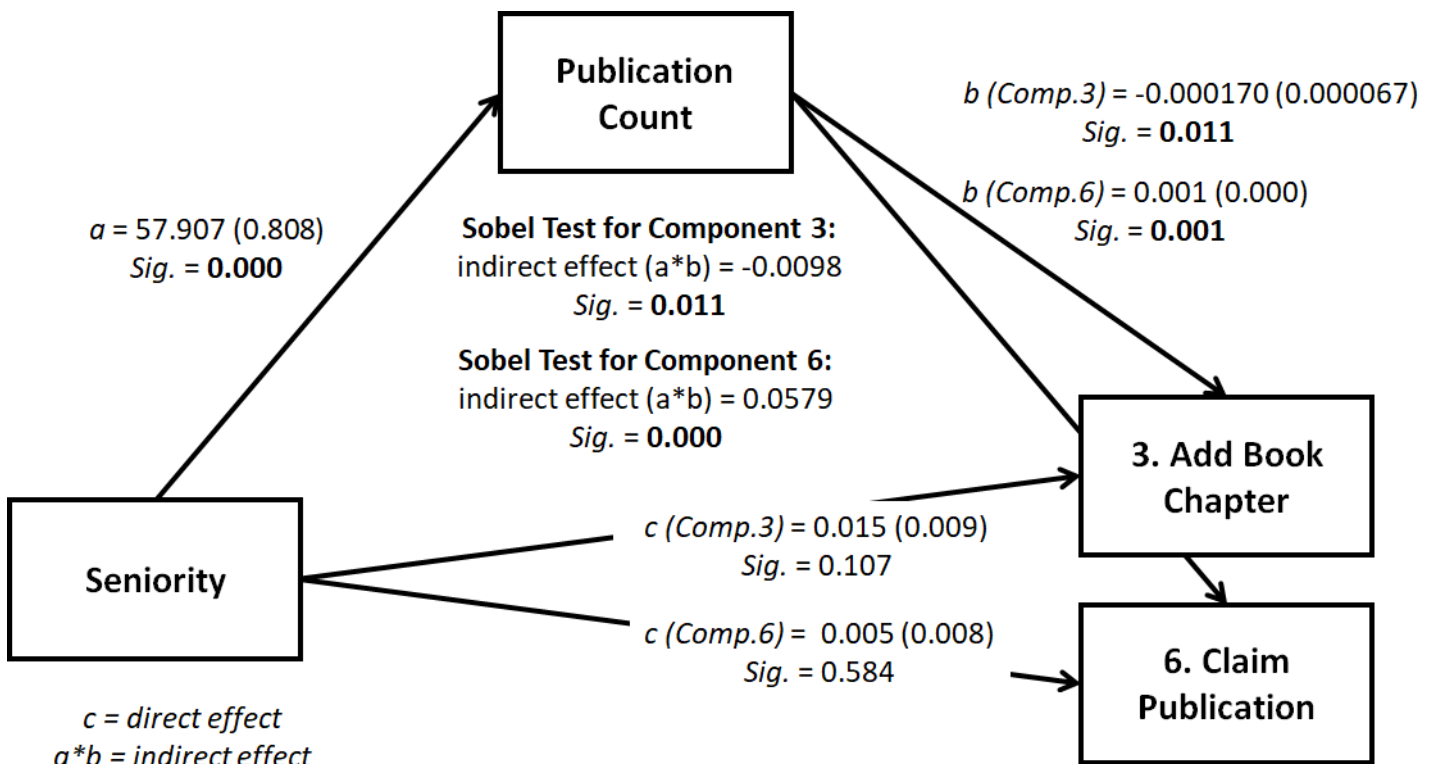 Publication
Count
b (Comp.3) = -0.000170 (0.000067)
Sig. = 0.011
b (Comp.6) = 0.001 (0.000)
Sig. = 0.001
a = 57.907 (0.808)
Sig. = 0.000
Sobel Test for Component 3:
indirect effect (a*b) = -0.0098
Sig. = 0.011
Sobel Test for Component 6:
indirect effect (a*b) = 0.0579
Sig. = 0.000
3. Add Book
Chapter
c (Comp.3) = 0.015 (0.009)
Sig. = 0.107
Seniority
c (Comp.6) = 0.005 (0.008)
Sig. = 0.584
6. Claim
Publication
c = direct effect
a*b = indirect effect